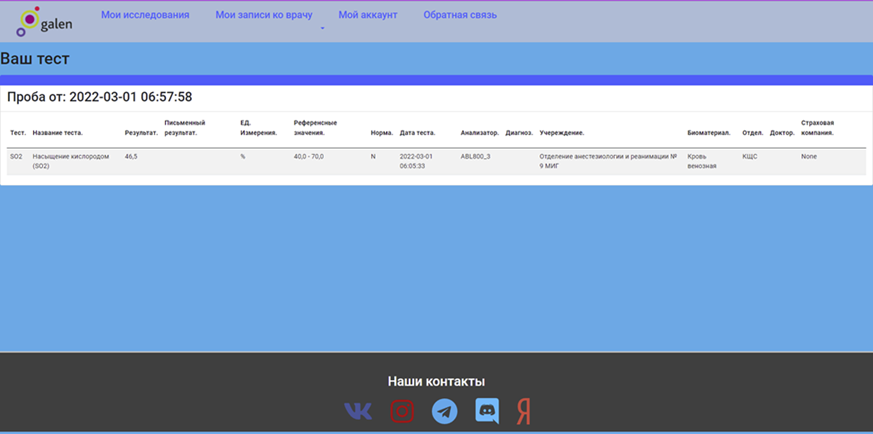 galen
Мои исследования Мои записи ко врачу Мой аккаунт Обратная связь
Ваш тест
Проба от: 2022-03-01 06:57:58
Тест. Название теста. Результат. Письменный результат. ЕД. Измерения. Референсные значения. Норма. Дата теста. Анализатор. Диагноз. Учереждение. Биоматериал. Отдел. Доктор. Страховая компания.
SO2 Насыщение кислородом (SO2) 46,5 % 40,0 - 70,0 N 2022-03-01 06:05:33 ABL800_3 Отделение анестезиологии и реанимации № 9 МИГ Кровь венозная КЩС None
Наши контакты